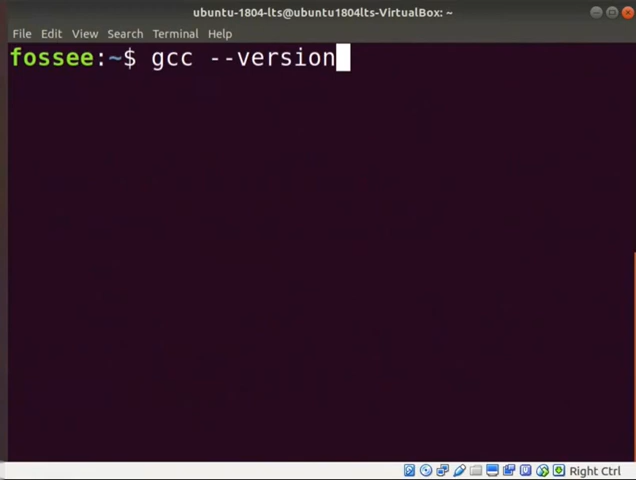 ubuntu-1804-lts@ubuntu1804lts-VirtualBox: ~
File Edit View Search Terminal Help
fossee:~$ gcc --version
Right Ctrl